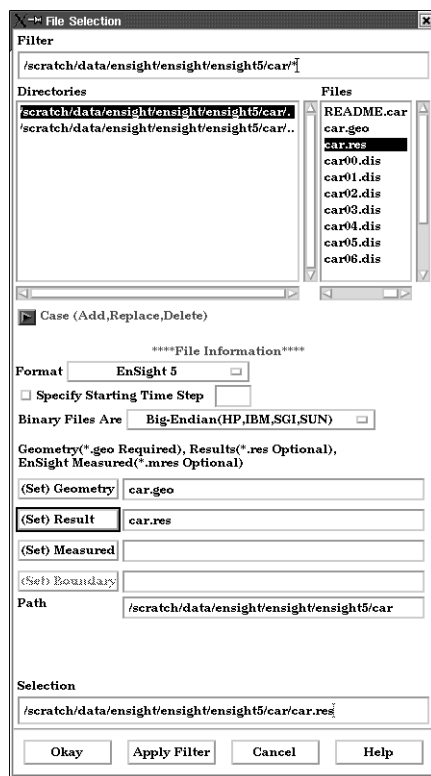 File Selection
Filter
/scratch/data/ensight/ensight/ensight5/car/*
Directories
/scratch/data/ensight/ensight/ensight5/car/.
/scratch/data/ensight/ensight/ensight5/car/..
Files
README.car
car.geo
car.res
car00.dis
car01.dis
car02.dis
car03.dis
car04.dis
car05.dis
car06.dis
Case (Add,Replace,Delete)
****File Information****
Format EnSight 5
Specify Starting Time Step
Binary Files Are Big-Endian(HP,IBM,SGI,SUN)
Geometry(*.geo Required), Results(*.res Optional),
EnSight Measured(*.mres Optional)
(Set) Geometry car.geo
(Set) Result car.res
(Set) Measured
(Set) Boundary
Path /scratch/data/ensight/ensight/ensight5/car
Selection
/scratch/data/ensight/ensight/ensight5/car/car.res
Okay Apply Filter Cancel Help